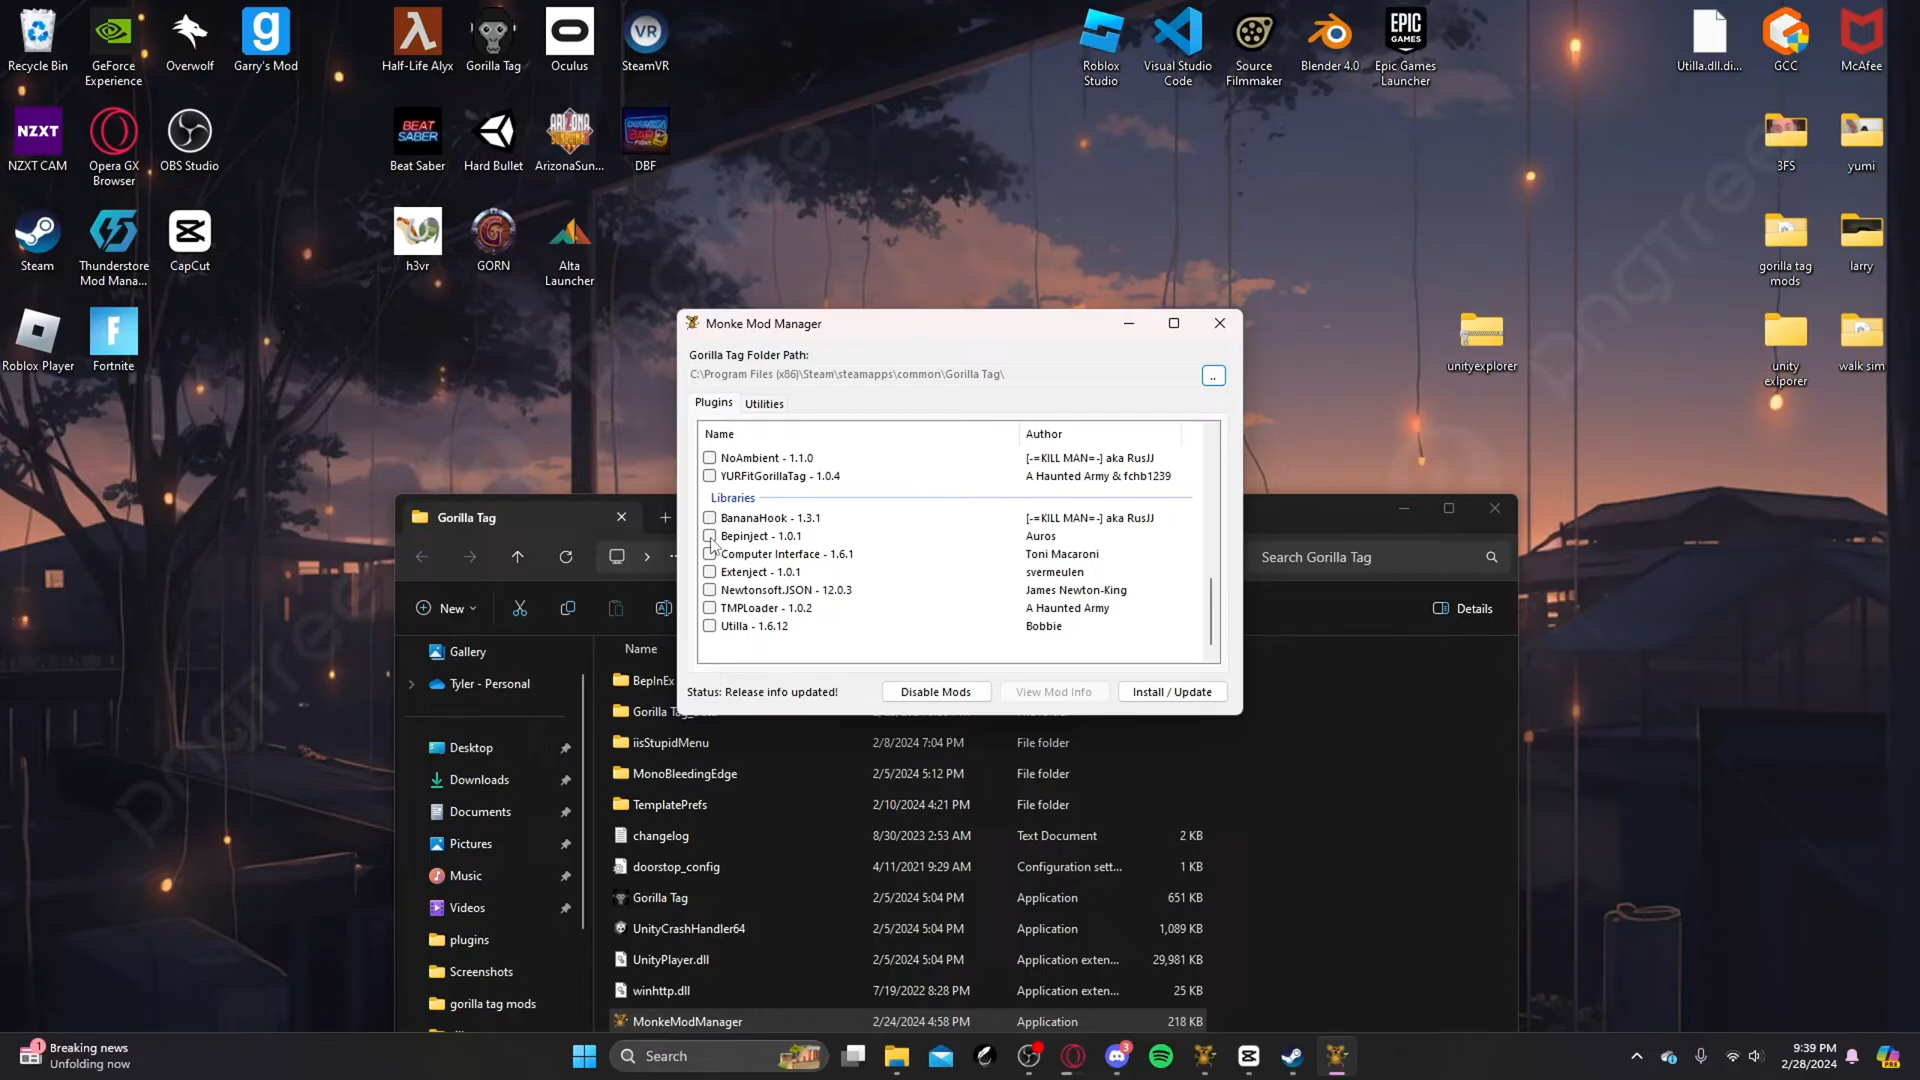 Recycle Bin
GeForce
Experience
Overwolf
Garry's Mod
Half-Life Alyx
Gorilla Tag
Oculus
SteamVR
Roblox
Studio
Visual Studio
Code
Source
Filmmaker
Blender 4.0
Epic Games
Launcher
Utilla.dll.di...
GCC
McAfee
NZXT CAM
Opera GX
Browser
OBS Studio
Beat Saber
Hard Bullet
ArizonaSun...
DBF
3FS
yumi
Steam
Thunderstore
Mod Mana...
CapCut
h3vr
GORN
Alta
Launcher
gorilla tag
mods
larry
Roblox Player
Fortnite
unityexplorer
unity
exlporer
walk sim
Monke Mod Manager
Gorilla Tag Folder Path:
C:\Program Files (x86)\Steam\steamapps\common\Gorilla Tag\
..
Plugins
Utilities
Name
Author
NoAmbient - 1.1.0
[-=KILL MAN=-] aka RusJJ
YURFitGorillaTag - 1.0.4
A Haunted Army & fchb1239
Libraries
BananaHook - 1.3.1
[-=KILL MAN=-] aka RusJJ
Bepinject - 1.0.1
Auros
Computer Interface - 1.6.1
Toni Macaroni
Extenject - 1.0.1
svermeulen
Newtonsoft.JSON - 12.0.3
James Newton-King
TMPLoader - 1.0.2
A Haunted Army
Utilla - 1.6.12
Bobbie
Status: Release info updated!
Disable Mods
View Mod Info
Install / Update
Gorilla Tag
Search Gorilla Tag
New
Details
Gallery
Tyler - Personal
Desktop
Downloads
Documents
Pictures
Music
Videos
plugins
Screenshots
gorilla tag mods
Name
BepInEx
Gorilla
iisStupidMenu
2/8/2024 7:04 PM
File folder
MonoBleedingEdge
2/5/2024 5:12 PM
File folder
TemplatePrefs
2/10/2024 4:21 PM
File folder
changelog
8/30/2023 2:53 AM
Text Document
2 KB
doorstop_config
4/11/2021 9:29 AM
Configuration sett...
1 KB
Gorilla Tag
2/5/2024 5:04 PM
Application
651 KB
UnityCrashHandler64
2/5/2024 5:04 PM
Application
1,089 KB
UnityPlayer.dll
2/5/2024 5:04 PM
Application exten...
29,981 KB
winhttp.dll
7/19/2022 8:28 PM
Application exten...
25 KB
MonkeModManager
2/24/2024 4:58 PM
Application
218 KB
1
Breaking news
Unfolding now
Search
3
9:39 PM
2/28/2024
NZXT
BEAT
SABER
ARIZONA
SUNSHINE
VR
EPIC
GAMES
pngtree